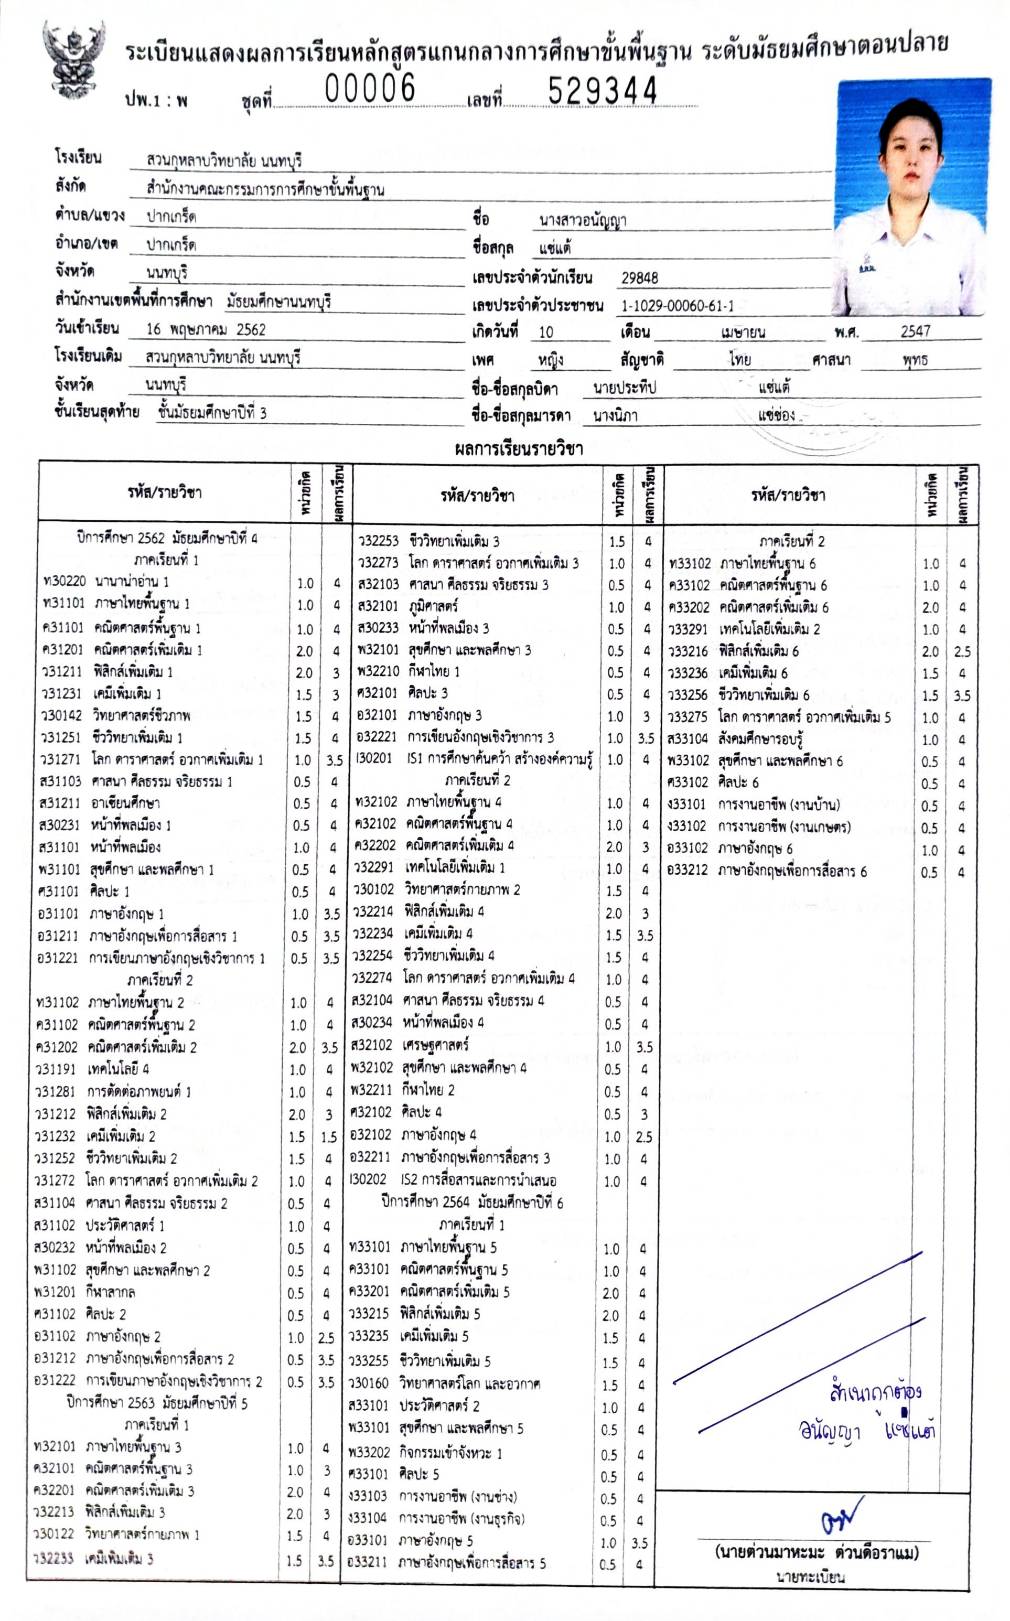 ระเบียนแสดงผลการเรียนหลักสูตรแกนกลางการศึกษาขั้นพื้นฐาน ระดับมัธยมศึกษาตอนปลาย
ปพ.1 : พ ชุดที่ 00006 เลขที่ 529344
โรงเรียน สวนกุหลาบวิทยาลัย นนทบุรี
สังกัด สำนักงานคณะกรรมการการศึกษาขั้นพื้นฐาน
ตำบล/แขวง ปากเกร็ด
อำเภอ/เขต ปากเกร็ด
จังหวัด นนทบุรี
สำนักงานเขตพื้นที่การศึกษา มัธยมศึกษานนทบุรี
วันเข้าเรียน 16 พฤษภาคม 2562
โรงเรียนเดิม สวนกุหลาบวิทยาลัย นนทบุรี
จังหวัด นนทบุรี
ชั้นเรียนสุดท้าย ชั้นมัธยมศึกษาปีที่ 3
ชื่อ นางสาวอนัญญา
ชื่อสกุล แซ่แต้
เลขประจำตัวนักเรียน 29848
เลขประจำตัวประชาชน 1-1029-00060-61-1
เกิดวันที่ 10 เดือน เมษายน พ.ศ. 2547
เพศ หญิง สัญชาติ ไทย ศาสนา พุทธ
ชื่อ-ชื่อสกุลบิดา นายประทีป แซ่แต้
ชื่อ-ชื่อสกุลมารดา นางนิภา แซ่ซ่อง
ผลการเรียนรายวิชา
รหัส/รายวิชา หน่วยกิต ผลการเรียน
ปีการศึกษา 2562 มัธยมศึกษาปีที่ 4
ภาคเรียนที่ 1
ท30220 นานาน่าอ่าน 1 1.0 4
ท31101 ภาษาไทยพื้นฐาน 1 1.0 4
ค31101 คณิตศาสตร์พื้นฐาน 1 1.0 4
ค31201 คณิตศาสตร์เพิ่มเติม 1 2.0 4
ว31211 ฟิสิกส์เพิ่มเติม 1 2.0 3
ว31231 เคมีเพิ่มเติม 1 1.5 3
ว30142 วิทยาศาสตร์ชีวภาพ 1.5 4
ว31251 ชีววิทยาเพิ่มเติม 1 1.5 4
ว31271 โลก ดาราศาสตร์ อวกาศเพิ่มเติม 1 1.0 3.5
ส31103 ศาสนา ศีลธรรม จริยธรรม 1 0.5 4
ส31211 อาเซียนศึกษา 0.5 4
ส30231 หน้าที่พลเมือง 1 0.5 4
ส31101 หน้าที่พลเมือง 1.0 4
พ31101 สุขศึกษา และพลศึกษา 1 0.5 4
ศ31101 ศิลปะ 1 0.5 4
อ31101 ภาษาอังกฤษ 1 1.0 3.5
อ31211 ภาษาอังกฤษเพื่อการสื่อสาร 1 0.5 3.5
อ31221 การเขียนภาษาอังกฤษเชิงวิชาการ 1 0.5 3.5
ภาคเรียนที่ 2
ท31102 ภาษาไทยพื้นฐาน 2 1.0 4
ค31102 คณิตศาสตร์พื้นฐาน 2 1.0 4
ค31202 คณิตศาสตร์เพิ่มเติม 2 2.0 3.5
ว31191 เทคโนโลยี 4 1.0 4
ว31281 การตัดต่อภาพยนต์ 1 1.0 4
ว31212 ฟิสิกส์เพิ่มเติม 2 2.0 3
ว31232 เคมีเพิ่มเติม 2 1.5 1.5
ว31252 ชีววิทยาเพิ่มเติม 2 1.5 4
ว31272 โลก ดาราศาสตร์ อวกาศเพิ่มเติม 2 1.0 4
ส31104 ศาสนา ศีลธรรม จริยธรรม 2 0.5 4
ส31102 ประวัติศาสตร์ 1 1.0 4
ส30232 หน้าที่พลเมือง 2 0.5 4
พ31102 สุขศึกษา และพลศึกษา 2 0.5 4
พ31201 กีฬาสากล 0.5 4
ศ31102 ศิลปะ 2 0.5 4
อ31102 ภาษาอังกฤษ 2 1.0 2.5
อ31212 ภาษาอังกฤษเพื่อการสื่อสาร 2 0.5 3.5
อ31222 การเขียนภาษาอังกฤษเชิงวิชาการ 2 0.5 3.5
ปีการศึกษา 2563 มัธยมศึกษาปีที่ 5
ภาคเรียนที่ 1
ท32101 ภาษาไทยพื้นฐาน 3 1.0 4
ค32101 คณิตศาสตร์พื้นฐาน 3 1.0 3
ค32201 คณิตศาสตร์เพิ่มเติม 3 2.0 4
ว32213 ฟิสิกส์เพิ่มเติม 3 2.0 3
ว30122 วิทยาศาสตร์กายภาพ 1 1.5 4
ว32233 เคมีเพิ่มเติม 3 1.5 3.5
รหัส/รายวิชา หน่วยกิต ผลการเรียน
ว32253 ชีววิทยาเพิ่มเติม 3 1.5 4
ว32273 โลก ดาราศาสตร์ อวกาศเพิ่มเติม 3 1.0 4
ส32103 ศาสนา ศีลธรรม จริยธรรม 3 0.5 4
ส32101 ภูมิศาสตร์ 1.0 4
ส30233 หน้าที่พลเมือง 3 0.5 4
พ32101 สุขศึกษา และพลศึกษา 3 0.5 4
พ32210 กีฬาไทย 1 0.5 4
ศ32101 ศิลปะ 3 0.5 4
อ32101 ภาษาอังกฤษ 3 1.0 3
อ32221 การเขียนอังกฤษเชิงวิชาการ 3 1.0 3.5
I30201 IS1 การศึกษาค้นคว้า สร้างองค์ความรู้ 1.0 4
ภาคเรียนที่ 2
ท32102 ภาษาไทยพื้นฐาน 4 1.0 4
ค32102 คณิตศาสตร์พื้นฐาน 4 1.0 4
ค32202 คณิตศาสตร์เพิ่มเติม 4 2.0 3
ว32291 เทคโนโลยีเพิ่มเติม 1 1.0 4
ว30102 วิทยาศาสตร์กายภาพ 2 1.5 4
ว32214 ฟิสิกส์เพิ่มเติม 4 2.0 3
ว32234 เคมีเพิ่มเติม 4 1.5 3.5
ว32254 ชีววิทยาเพิ่มเติม 4 1.5 4
ว32274 โลก ดาราศาสตร์ อวกาศเพิ่มเติม 4 1.0 4
ส32104 ศาสนา ศีลธรรม จริยธรรม 4 0.5 4
ส30234 หน้าที่พลเมือง 4 0.5 4
ส32102 เศรษฐศาสตร์ 1.0 3.5
พ32102 สุขศึกษา และพลศึกษา 4 0.5 4
พ32211 กีฬาไทย 2 0.5 4
ศ32102 ศิลปะ 4 0.5 3
อ32102 ภาษาอังกฤษ 4 1.0 2.5
อ32211 ภาษาอังกฤษเพื่อการสื่อสาร 3 1.0 4
I30202 IS2 การสื่อสารและการนำเสนอ 1.0 4
ปีการศึกษา 2564 มัธยมศึกษาปีที่ 6
ภาคเรียนที่ 1
ท33101 ภาษาไทยพื้นฐาน 5 1.0 4
ค33101 คณิตศาสตร์พื้นฐาน 5 1.0 4
ค33201 คณิตศาสตร์เพิ่มเติม 5 2.0 4
ว33215 ฟิสิกส์เพิ่มเติม 5 2.0 4
ว33235 เคมีเพิ่มเติม 5 1.5 4
ว33255 ชีววิทยาเพิ่มเติม 5 1.5 4
ว30160 วิทยาศาสตร์โลก และอวกาศ 1.5 4
ส33101 ประวัติศาสตร์ 2 1.0 4
พ33101 สุขศึกษา และพลศึกษา 5 0.5 4
พ33202 กิจกรรมเข้าจังหวะ 1 0.5 4
ศ33101 ศิลปะ 5 0.5 4
ง33103 การงานอาชีพ (งานช่าง) 0.5 4
ง33104 การงานอาชีพ (งานธุรกิจ) 0.5 4
อ33101 ภาษาอังกฤษ 5 1.0 3.5
อ33211 ภาษาอังกฤษเพื่อการสื่อสาร 5 0.5 4
รหัส/รายวิชา หน่วยกิต ผลการเรียน
ภาคเรียนที่ 2
ท33102 ภาษาไทยพื้นฐาน 6 1.0 4
ค33102 คณิตศาสตร์พื้นฐาน 6 1.0 4
ค33202 คณิตศาสตร์เพิ่มเติม 6 2.0 4
ว33291 เทคโนโลยีเพิ่มเติม 2 1.0 4
ว33216 ฟิสิกส์เพิ่มเติม 6 2.0 2.5
ว33236 เคมีเพิ่มเติม 6 1.5 4
ว33256 ชีววิทยาเพิ่มเติม 6 1.5 3.5
ว33275 โลก ดาราศาสตร์ อวกาศเพิ่มเติม 5 1.0 4
ส33104 สังคมศึกษารอบรู้ 1.0 4
พ33102 สุขศึกษา และพลศึกษา 6 0.5 4
ศ33102 ศิลปะ 6 0.5 4
ง33101 การงานอาชีพ (งานบ้าน) 0.5 4
ง33102 การงานอาชีพ (งานเกษตร) 0.5 4
อ33102 ภาษาอังกฤษ 6 1.0 4
อ33212 ภาษาอังกฤษเพื่อการสื่อสาร 6 0.5 4
สำเนาถูกต้อง
อนัญญา แซ่แต้
(นายต่วนมาหะมะ ต่วนดือราแม)
นายทะเบียน